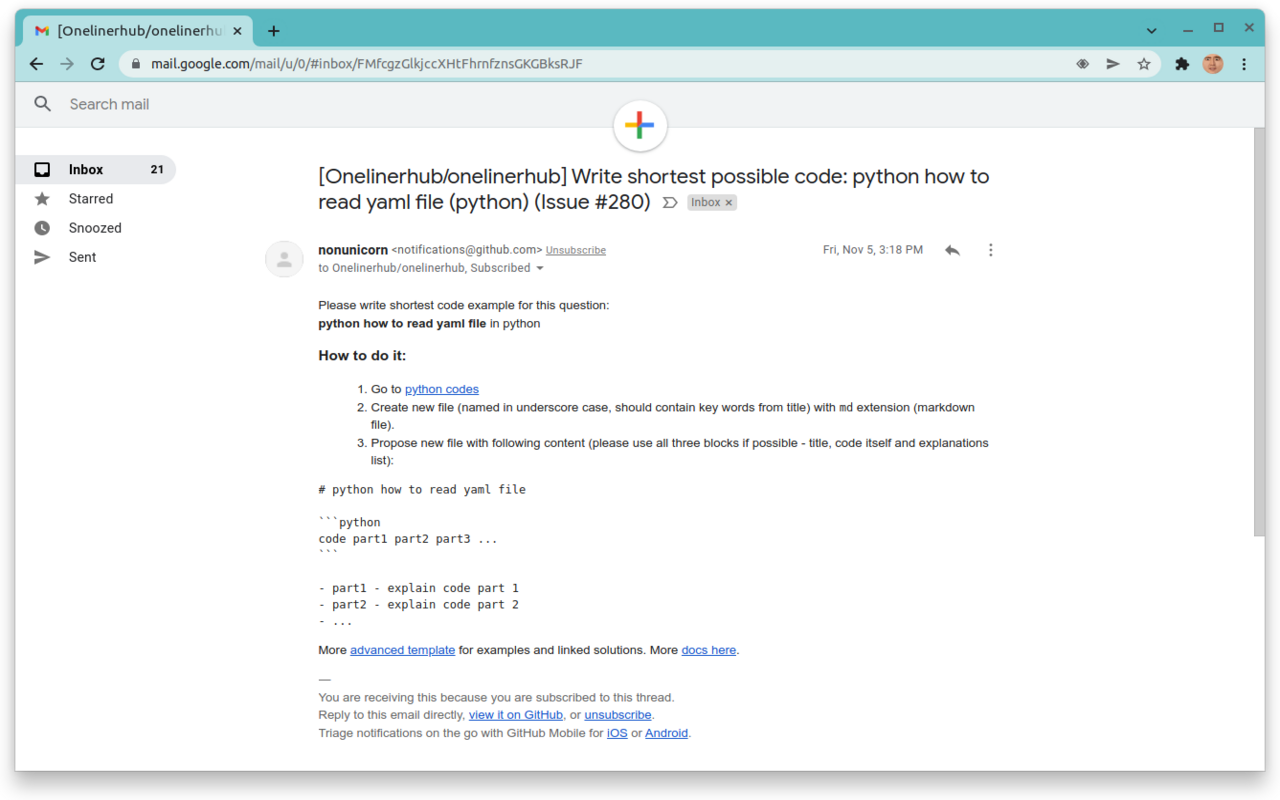 [Onelinerhub/onelinerhu
mail.google.com/mail/u/0/#inbox/FMfcgzGlkjccXHtFhrnfznsGKGBksRJF
Search mail
Inbox 21
Starred
Snoozed
Sent
[Onelinerhub/onelinerhub] Write shortest possible code: python how to
read yaml file (python) (Issue #280) Inbox ×
nonunicorn <notifications@github.com> Unsubscribe Fri, Nov 5, 3:18 PM
to Onelinerhub/onelinerhub, Subscribed
Please write shortest code example for this question:
python how to read yaml file in python
How to do it:
1. Go to python codes
2. Create new file (named in underscore case, should contain key words from title) with md extension (markdown
file).
3. Propose new file with following content (please use all three blocks if possible - title, code itself and explanations
list):
# python how to read yaml file
```python
code part1 part2 part3 ...
```
- part1 - explain code part 1
- part2 - explain code part 2
- ...
More advanced template for examples and linked solutions. More docs here.
—
You are receiving this because you are subscribed to this thread.
Reply to this email directly, view it on GitHub, or unsubscribe.
Triage notifications on the go with GitHub Mobile for iOS or Android.